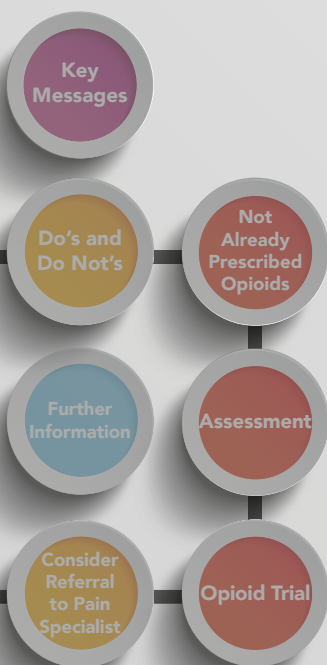 Key
Messages
Do's and
Do Not's
Not
Already
Prescribed
Opioids
Further
Information
Assessment
Consider
Referral
to Pain
Specialist
Opioid Trial